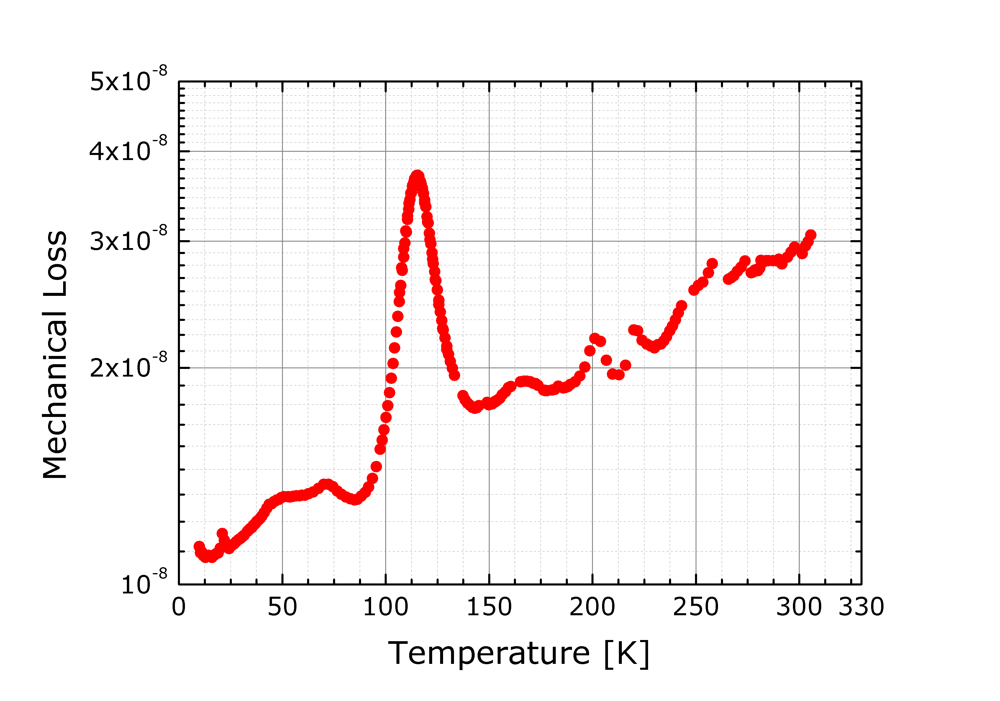 5x10⁻⁸
4x10⁻⁸
3x10⁻⁸
2x10⁻⁸
10⁻⁸
Mechanical Loss
0 50 100 150 200 250 300 330
Temperature [K]